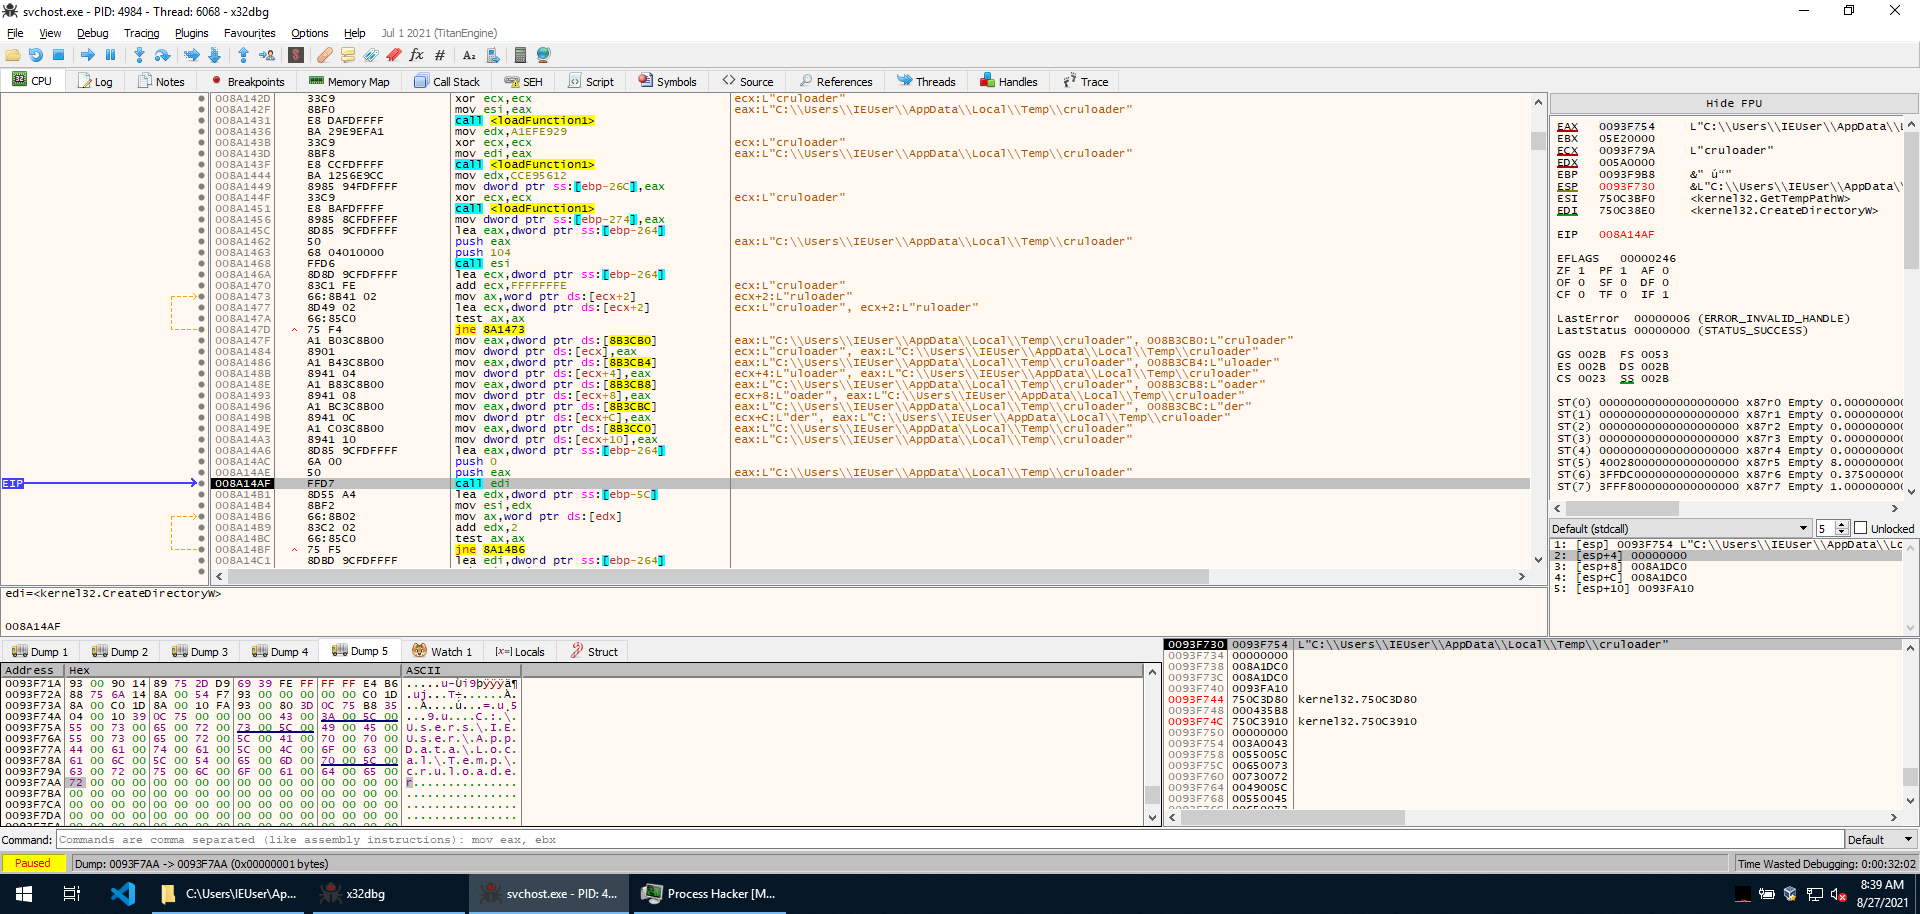 svchost.exe - PID: 4984 - Thread: 6068 - x32dbg
File View Debug Tracing Plugins Favourites Options Help Jul 1 2021 (TitanEngine)
CPU Log Notes Breakpoints Memory Map Call Stack SEH Script Symbols Source References Threads Handles Trace
008A142D 33C9 xor ecx,ecx ecx:L"cruloader"
008A142F 8BF0 mov esi,eax eax:L"C:\\Users\\IEUser\\AppData\\Local\\Temp\\cruloader"
008A1431 E8 DAFDFFFF call <loadFunction1>
008A1436 BA 29E9EFA1 mov edx,A1EFE929
008A143B 33C9 xor ecx,ecx ecx:L"cruloader"
008A143D 8BF8 mov edi,eax eax:L"C:\\Users\\IEUser\\AppData\\Local\\Temp\\cruloader"
008A143F E8 CCFDFFFF call <loadFunction1>
008A1444 BA 1256E9CC mov edx,CCE95612
008A1449 8985 94FDFFFF mov dword ptr ss:[ebp-26C],eax
008A144F 33C9 xor ecx,ecx ecx:L"cruloader"
008A1451 E8 BAFDFFFF call <loadFunction1>
008A1456 8985 8CFDFFFF mov dword ptr ss:[ebp-274],eax
008A145C 8D85 9CFDFFFF lea eax,dword ptr ss:[ebp-264]
008A1462 50 push eax eax:L"C:\\Users\\IEUser\\AppData\\Local\\Temp\\cruloader"
008A1463 68 04010000 push 104
008A1468 FFD6 call esi
008A146A 8D8D 9CFDFFFF lea ecx,dword ptr ss:[ebp-264]
008A1470 83C1 FE add ecx,FFFFFFFE ecx:L"cruloader"
008A1473 66:8B41 02 mov ax,word ptr ds:[ecx+2] ecx+2:L"ruloader"
008A1477 8D49 02 lea ecx,dword ptr ds:[ecx+2] ecx:L"cruloader", ecx+2:L"ruloader"
008A147A 66:85C0 test ax,ax
008A147D 75 F4 jne 8A1473
008A147F A1 B03C8B00 mov eax,dword ptr ds:[8B3CB0] eax:L"C:\\Users\\IEUser\\AppData\\Local\\Temp\\cruloader", 008B3CB0:L"cruloader"
008A1484 8901 mov dword ptr ds:[ecx],eax ecx:L"cruloader", eax:L"C:\\Users\\IEUser\\AppData\\Local\\Temp\\cruloader"
008A1486 A1 B43C8B00 mov eax,dword ptr ds:[8B3CB4] eax:L"C:\\Users\\IEUser\\AppData\\Local\\Temp\\cruloader", 008B3CB4:L"uloader"
008A148B 8941 04 mov dword ptr ds:[ecx+4],eax ecx+4:L"uloader", eax:L"C:\\Users\\IEUser\\AppData\\Local\\Temp\\cruloader"
008A148E A1 B83C8B00 mov eax,dword ptr ds:[8B3CB8] eax:L"C:\\Users\\IEUser\\AppData\\Local\\Temp\\cruloader", 008B3CB8:L"oader"
008A1493 8941 08 mov dword ptr ds:[ecx+8],eax ecx+8:L"oader", eax:L"C:\\Users\\IEUser\\AppData\\Local\\Temp\\cruloader"
008A1496 A1 BC3C8B00 mov eax,dword ptr ds:[8B3CBC] eax:L"C:\\Users\\IEUser\\AppData\\Local\\Temp\\cruloader", 008B3CBC:L"der"
008A149B 8941 0C mov dword ptr ds:[ecx+C],eax ecx+C:L"der", eax:L"C:\\Users\\IEUser\\AppData\\Local\\Temp\\cruloader"
008A149E A1 C03C8B00 mov eax,dword ptr ds:[8B3CC0] eax:L"C:\\Users\\IEUser\\AppData\\Local\\Temp\\cruloader"
008A14A3 8941 10 mov dword ptr ds:[ecx+10],eax eax:L"C:\\Users\\IEUser\\AppData\\Local\\Temp\\cruloader"
008A14A6 8D85 9CFDFFFF lea eax,dword ptr ss:[ebp-264]
008A14AC 6A 00 push 0
008A14AE 50 push eax eax:L"C:\\Users\\IEUser\\AppData\\Local\\Temp\\cruloader"
EIP 008A14AF FFD7 call edi
008A14B1 8D55 A4 lea edx,dword ptr ss:[ebp-5C]
008A14B4 8BF2 mov esi,edx
008A14B6 66:8B02 mov ax,word ptr ds:[edx]
008A14B9 83C2 02 add edx,2
008A14BC 66:85C0 test ax,ax
008A14BF 75 F5 jne 8A14B6
008A14C1 8DBD 9CFDFFFF lea edi,dword ptr ss:[ebp-264]
Hide FPU
EAX 0093F754 L"C:\\Users\\IEUser\\AppData\\L
EBX 05E20000
ECX 0093F79A L"cruloader"
EDX 005A0000
EBP 0093F9B8 &" ú“"
ESP 0093F730 &L"C:\\Users\\IEUser\\AppData\\
ESI 750C3BF0 <kernel32.GetTempPathW>
EDI 750C38E0 <kernel32.CreateDirectoryW>
EIP 008A14AF
EFLAGS 00000246
ZF 1 PF 1 AF 0
OF 0 SF 0 DF 0
CF 0 TF 0 IF 1
LastError 00000006 (ERROR_INVALID_HANDLE)
LastStatus 00000000 (STATUS_SUCCESS)
GS 002B FS 0053
ES 002B DS 002B
CS 0023 SS 002B
ST(0) 00000000000000000000 x87r0 Empty 0.000000000
ST(1) 00000000000000000000 x87r1 Empty 0.000000000
ST(2) 00000000000000000000 x87r2 Empty 0.000000000
ST(3) 00000000000000000000 x87r3 Empty 0.000000000
ST(4) 00000000000000000000 x87r4 Empty 0.000000000
ST(5) 40028000000000000000 x87r5 Empty 8.000000000
ST(6) 3FFDC000000000000000 x87r6 Empty 0.375000000
ST(7) 3FFF8000000000000000 x87r7 Empty 1.000000000
Default (stdcall) 5 Unlocked
1: [esp] 0093F754 L"C:\\Users\\IEUser\\AppData\\Lo
2: [esp+4] 00000000
3: [esp+8] 008A1DC0
4: [esp+C] 008A1DC0
5: [esp+10] 0093FA10
edi=<kernel32.CreateDirectoryW>
008A14AF
Dump 1 Dump 2 Dump 3 Dump 4 Dump 5 Watch 1 [x=] Locals Struct
Address Hex ASCII
0093F71A 93 00 90 14 89 75 2D D9 69 39 FE FF FF FF E4 B6 .....u-Ùi9þÿÿÿä¶
0093F72A 88 75 6A 14 8A 00 54 F7 93 00 00 00 00 00 C0 1D .uj...T÷......À.
0093F73A 8A 00 C0 1D 8A 00 10 FA 93 00 80 3D 0C 75 B8 35 ..À....ú...=.u¸5
0093F74A 04 00 10 39 0C 75 00 00 00 00 43 00 3A 00 5C 00 ...9.u....C.:.\.
0093F75A 55 00 73 00 65 00 72 00 73 00 5C 00 49 00 45 00 U.s.e.r.s.\.I.E.
0093F76A 55 00 73 00 65 00 72 00 5C 00 41 00 70 00 70 00 U.s.e.r.\.A.p.p.
0093F77A 44 00 61 00 74 00 61 00 5C 00 4C 00 6F 00 63 00 D.a.t.a.\.L.o.c.
0093F78A 61 00 6C 00 5C 00 54 00 65 00 6D 00 70 00 5C 00 a.l.\.T.e.m.p.\.
0093F79A 63 00 72 00 75 00 6C 00 6F 00 61 00 64 00 65 00 c.r.u.l.o.a.d.e.
0093F7AA 72 00 00 00 00 00 00 00 00 00 00 00 00 00 00 00 r...............
0093F7BA 00 00 00 00 00 00 00 00 00 00 00 00 00 00 00 00 ................
0093F7CA 00 00 00 00 00 00 00 00 00 00 00 00 00 00 00 00 ................
0093F7DA 00 00 00 00 00 00 00 00 00 00 00 00 00 00 00 00 ................
0093F730 0093F754 L"C:\\Users\\IEUser\\AppData\\Local\\Temp\\cruloader"
0093F734 00000000
0093F738 008A1DC0
0093F73C 008A1DC0
0093F740 0093FA10
0093F744 750C3D80 kernel32.750C3D80
0093F748 000435B8
0093F74C 750C3910 kernel32.750C3910
0093F750 00000000
0093F754 003A0043
0093F758 0055005C
0093F75C 00650073
0093F760 00730072
0093F764 0049005C
0093F768 00550045
Command: Commands are comma separated (like assembly instructions): mov eax, ebx Default
Paused Dump: 0093F7AA -> 0093F7AA (0x00000001 bytes) Time Wasted Debugging: 0:00:32:02
C:\Users\IEUser\Ap... x32dbg svchost.exe - PID: 4... Process Hacker [M...
8:39 AM
8/27/2021